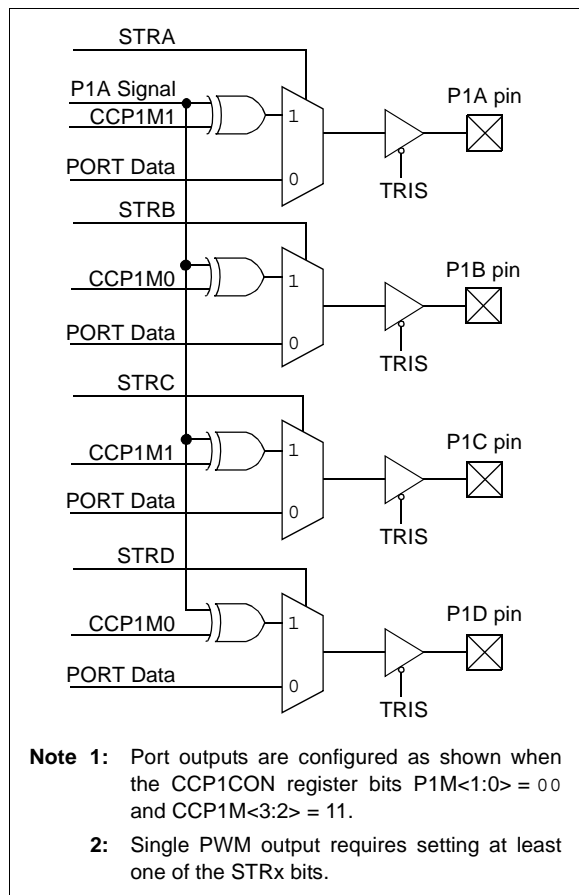 STRA
P1A Signal
CCP1M1
1
P1A pin
PORT Data
0
TRIS
STRB
P1B pin
CCP1M0
1
PORT Data
0
TRIS
STRC
P1C pin
CCP1M1
1
PORT Data
0
TRIS
STRD
P1D pin
CCP1M0
1
PORT Data
0
TRIS
Note 1: Port outputs are configured as shown when
the CCP1CON register bits P1M<1:0> = 00
and CCP1M<3:2> = 11.
2: Single PWM output requires setting at least
one of the STRx bits.